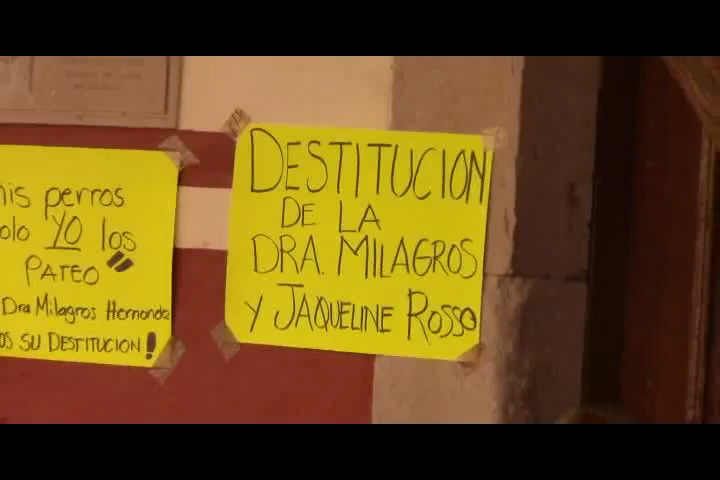 nis perros
olo YO los
PATEO"
Dra Milagros Hernande
OS SU DESTITUCION!
DESTITUCION
DE LA
DRA. MILAGROS
Y JAQUELINE ROSSO